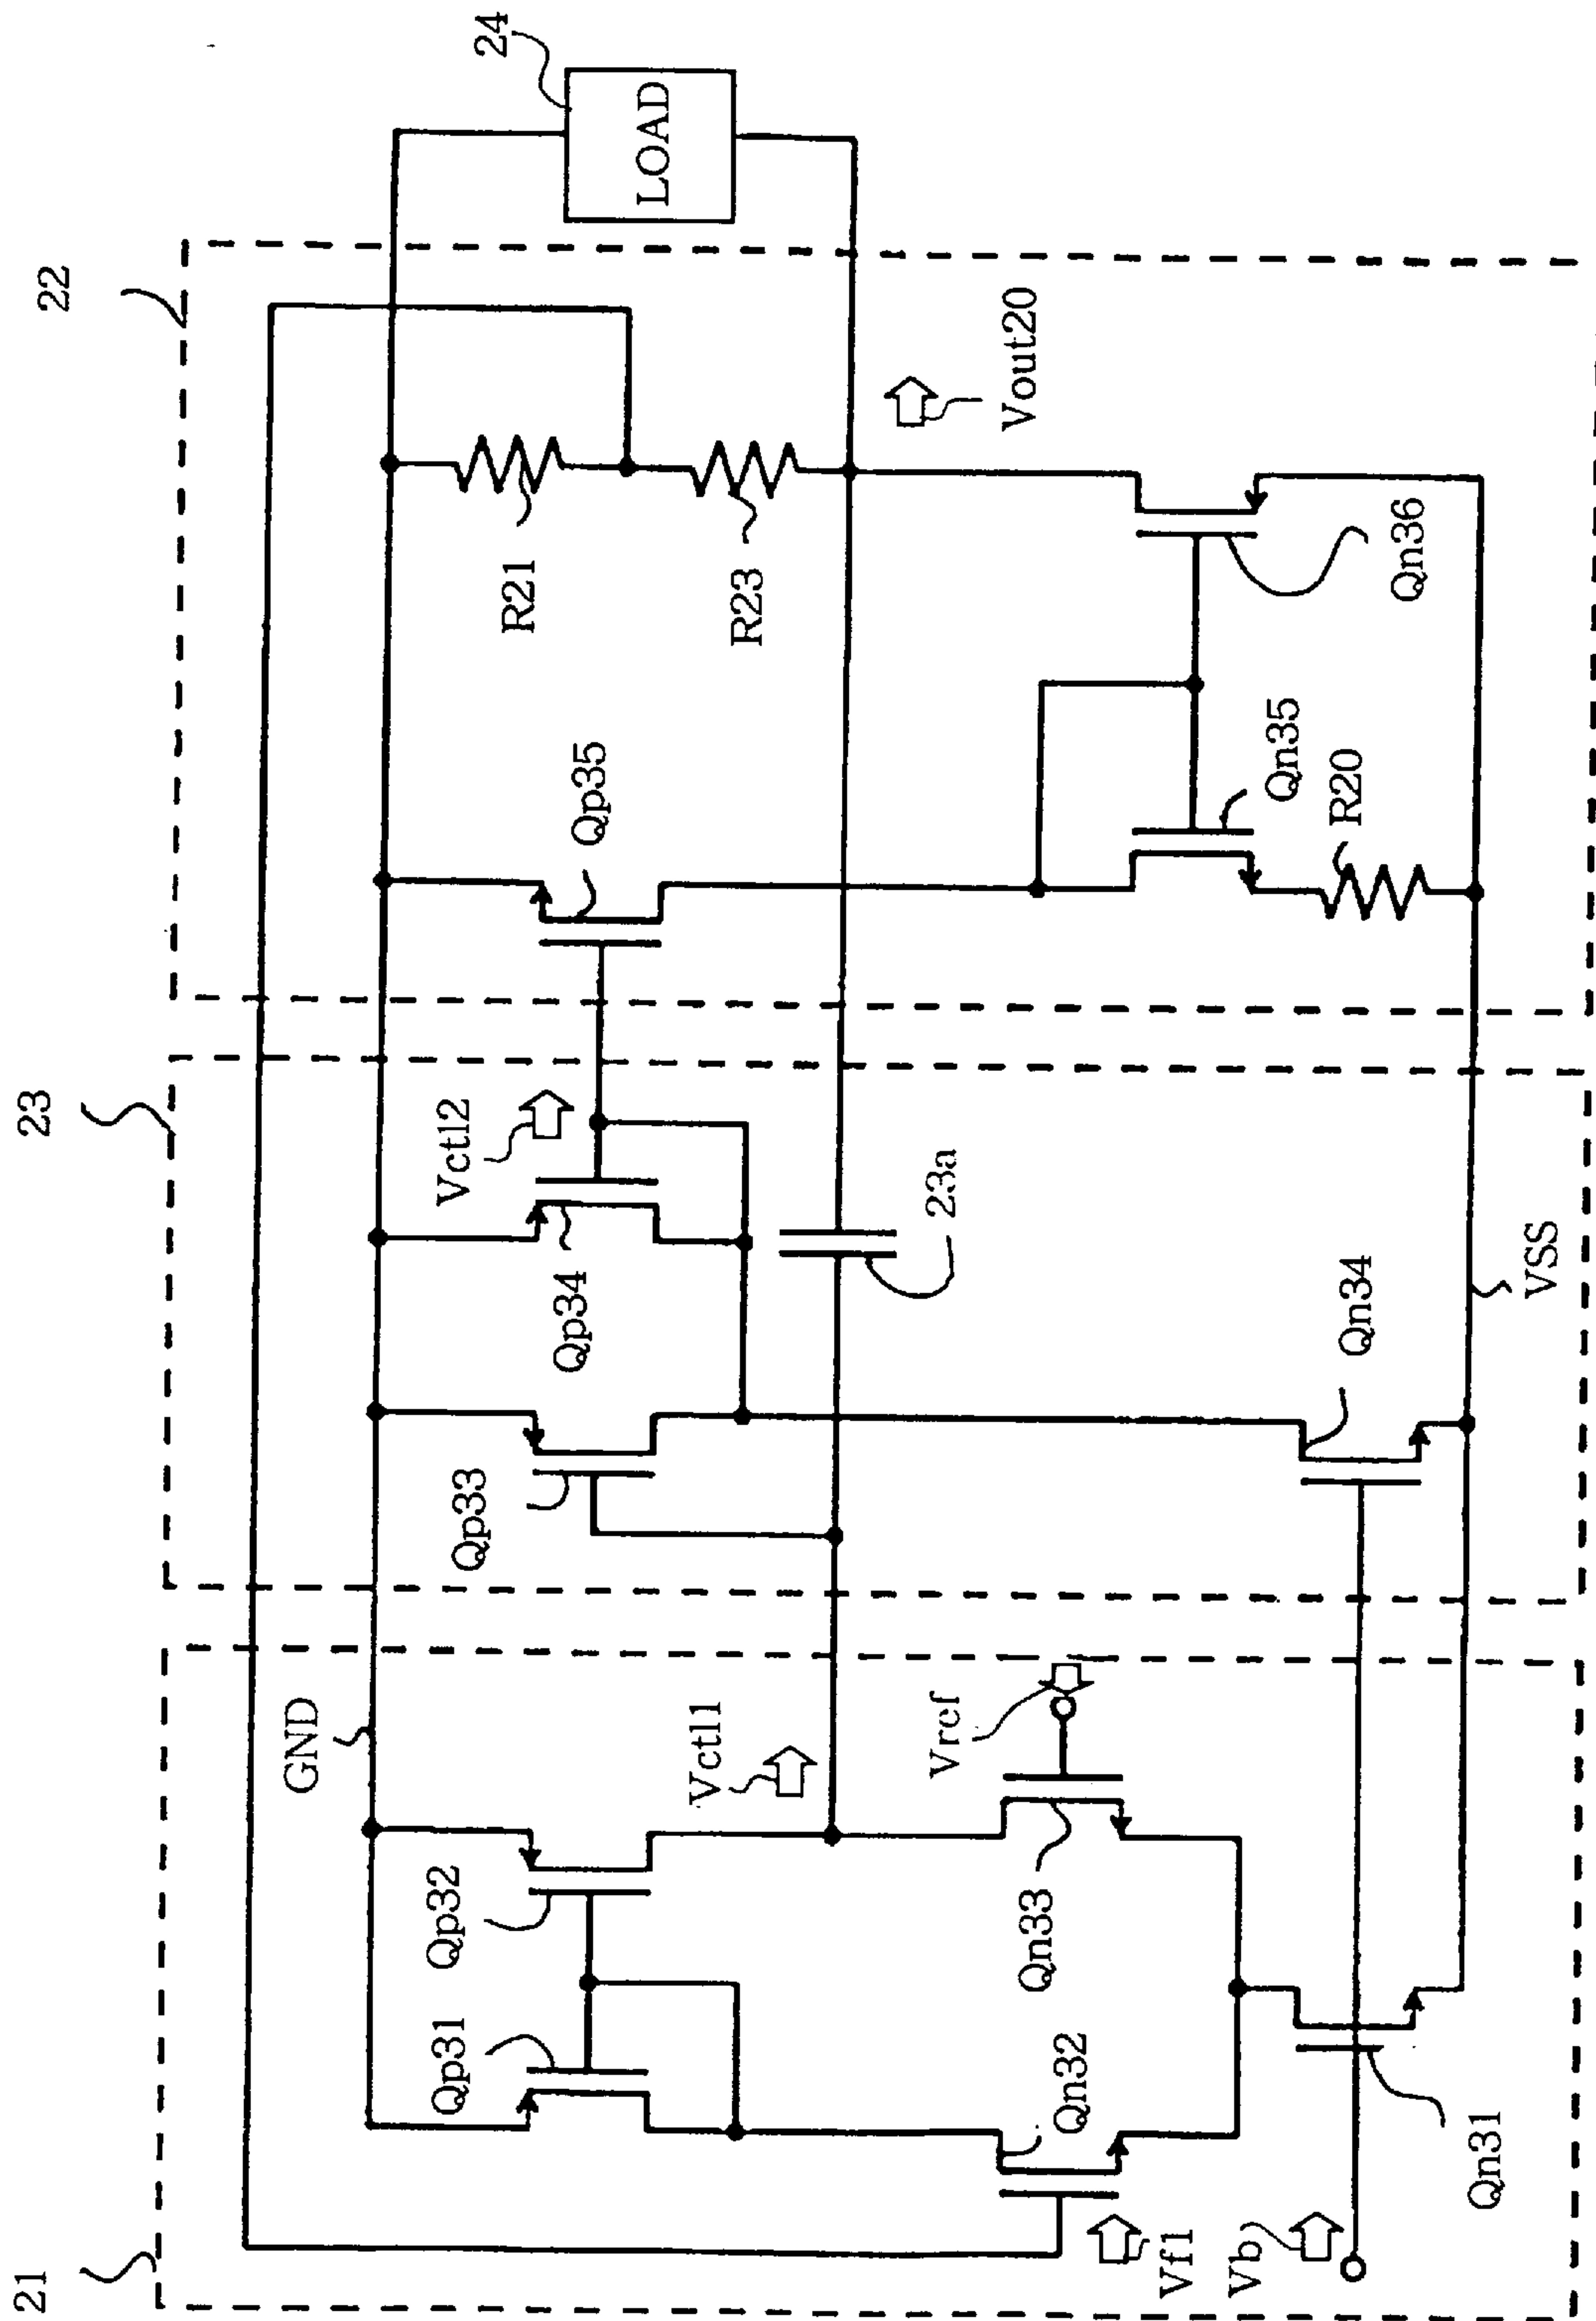 21
23
22
24
GND
Qp31
Qp32
Vctl1
Qp33
Qp34
Vctl2
Qp35
R21
R23
LOAD
Vout20
23a
Vref
Qn32
Qn33
Vf1
Vb
Qn31
Qn34
VSS
Qn35
R20
Qn36